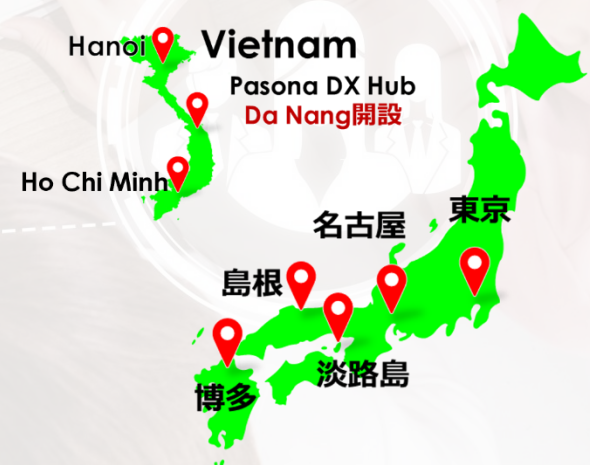 Hanoi
Vietnam
Pasona DX Hub
Da Nang開設
Ho Chi Minh
名古屋
東京
島根
淡路島
博多